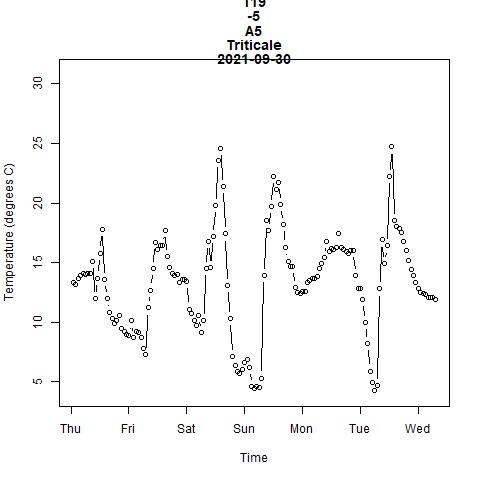 T19
-5
A5
Triticale
2021-09-30
Temperature (degrees C)
30
25
20
15
10
5
Thu Fri Sat Sun Mon Tue Wed
Time